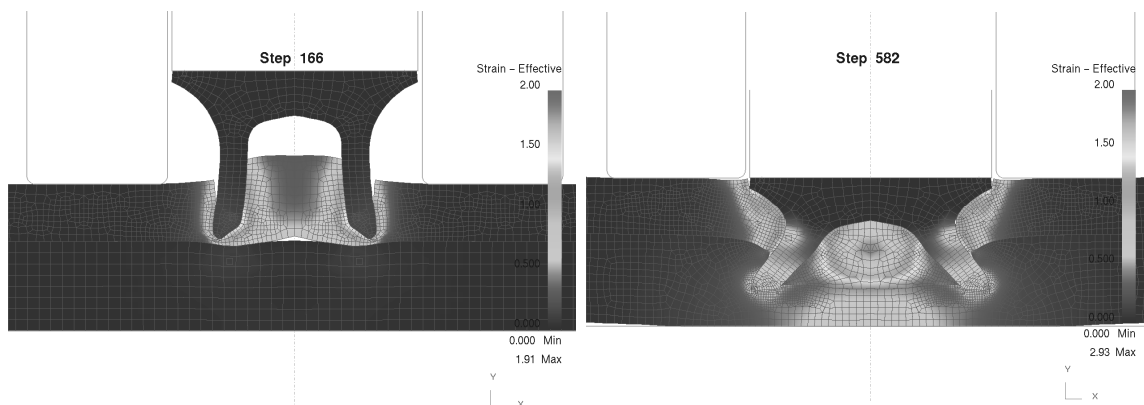 Step 166
Strain – Effective
2.00
1.50
1.00
0.500
0.000
0.000 Min
1.91 Max
Y
X
Step 582
Strain – Effective
2.00
1.50
1.00
0.500
0.000
0.000 Min
2.93 Max
Y
X